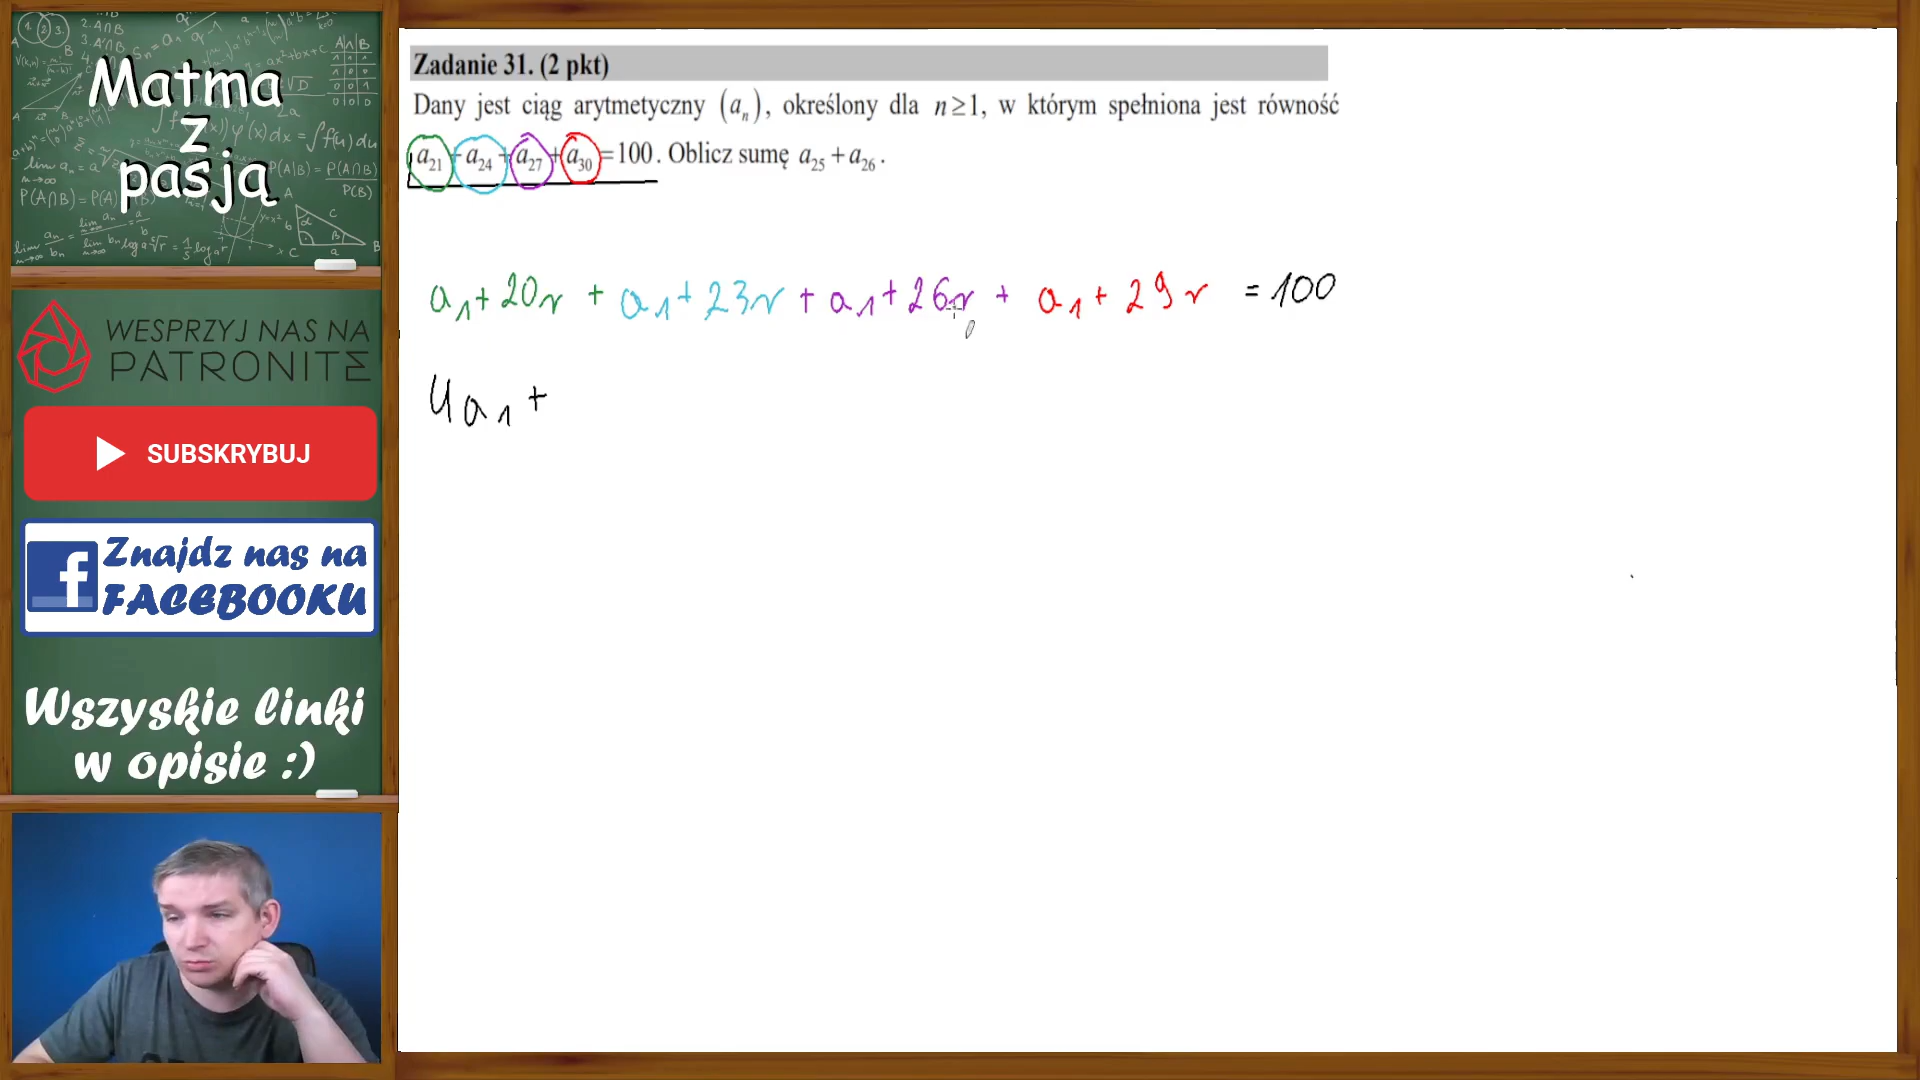 Matma
z
pasją
WESPRZYJ NAS NA
PATRONITE
SUBSKRYBUJ
f Znajdz nas na
FACEBOOKU
Wszyskie linki
w opisie :)
Zadanie 31. (2 pkt)
Dany jest ciąg arytmetyczny (aₙ), określony dla n≥1, w którym spełniona jest równość
a₂₁+a₂₄+a₂₇+a₃₀=100. Oblicz sumę a₂₅+a₂₆.
a₁+20r + a₁+23r + a₁+26r + a₁+29r = 100
4a₁+